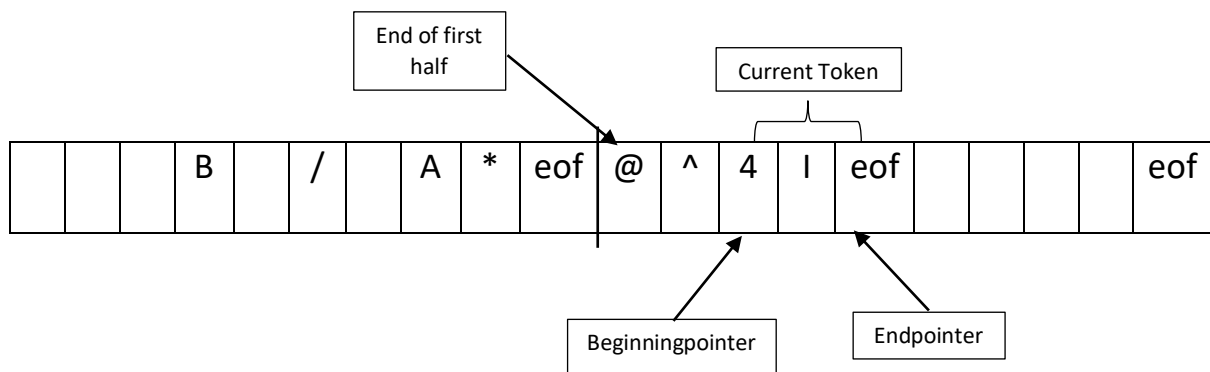 End of first
half
Current Token
B / A * eof @ ^ 4 I eof eof
Beginningpointer
Endpointer